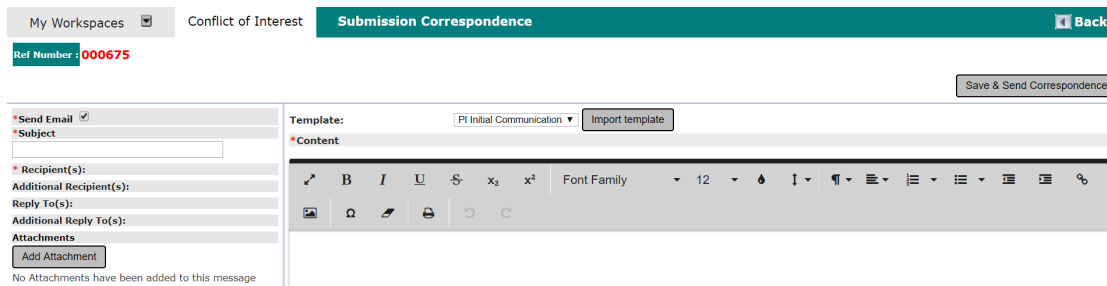 My Workspaces Conflict of Interest Submission Correspondence Back
Ref Number : 000675
Save & Send Correspondence
*Send Email
*Subject
* Recipient(s):
Additional Recipient(s):
Reply To(s):
Additional Reply To(s):
Attachments
Add Attachment
No Attachments have been added to this message
Template: PI Initial Communication ▼ Import template
*Content
B I U S x₂ x² Font Family 12 ¶
Ω